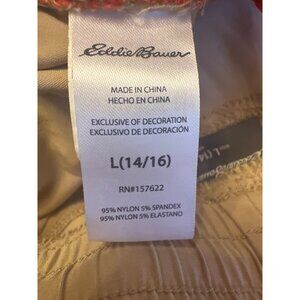 Eddie Bauer
MADE IN CHINA
HECHO EN CHINA
EXCLUSIVE OF DECORATION
EXCLUSIVO DE DECORACIÓN
L(14/16)
RN#157622
95% NYLON 5% SPANDEX
95% NYLON 5% ELASTANO
L(14